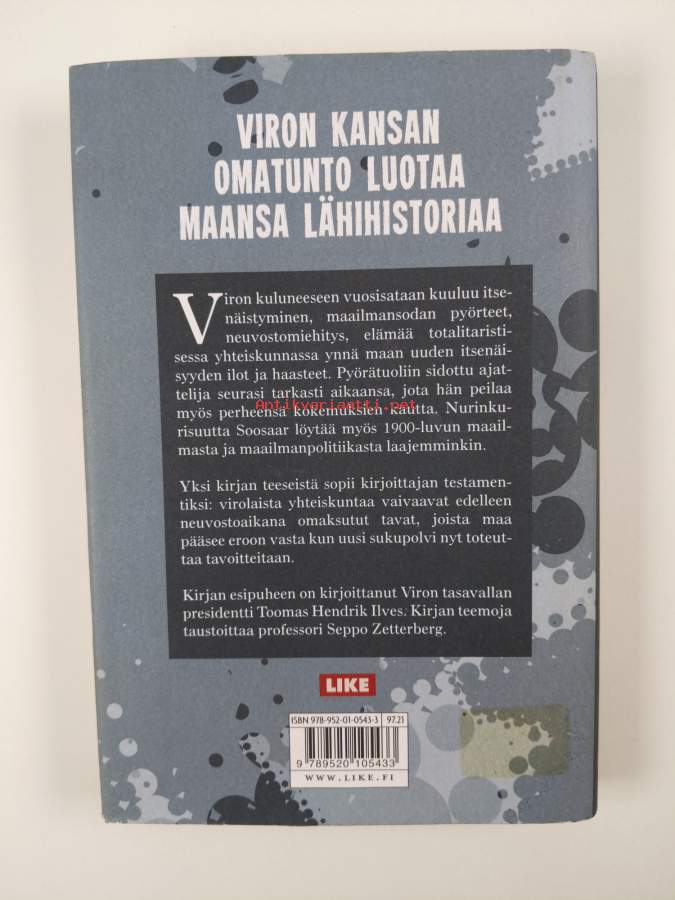 VIRON KANSAN
OMATUNTO LUOTAA
MAANSA LÄHIHISTORIAA
Viron kuluneeseen vuosisataan kuuluu itse-
näistyminen, maailmansodan pyörteet,
neuvostomiehitys, elämää totalitaristi-
sessa yhteiskunnassa ynnä maan uuden itsenäi-
syyden ilot ja haasteet. Pyörätuoliin sidottu ajat-
telija seurasi tarkasti aikaansa, jota hän peilaa
Antikvariaatti.net
myös perheensä kokemuksien kautta. Nurinku-
risuutta Soosaar löytää myös 1900-luvun maail-
masta ja maailmanpolitiikasta laajemminkin.
Yksi kirjan teeseistä sopii kirjoittajan testamen-
tiksi: virolaista yhteiskuntaa vaivaavat edelleen
neuvostoaikana omaksutut tavat, joista maa
pääsee eroon vasta kun uusi sukupolvi nyt toteut-
taa tavoitteitaan.
Kirjan esipuheen on kirjoittanut Viron tasavallan
presidentti Toomas Hendrik Ilves. Kirjan teemoja
taustoittaa professori Seppo Zetterberg.
LIKE
ISBN 978-952-01-0543-3 97.21
9 789520 105433
WWW.LIKE.FI